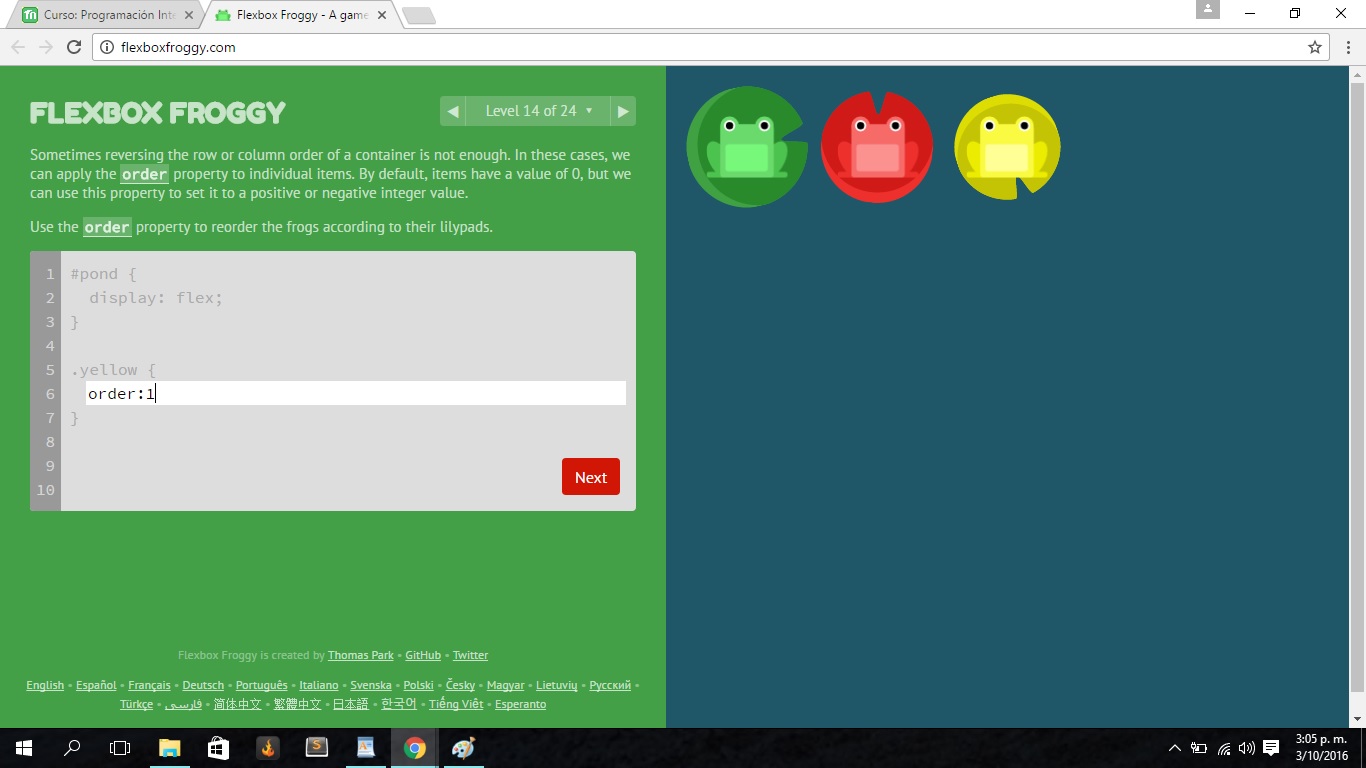 Curso: Programación Inte
Flexbox Froggy - A game
flexboxfroggy.com
FLEXBOX FROGGY
Level 14 of 24
Sometimes reversing the row or column order of a container is not enough. In these cases, we
can apply the order property to individual items. By default, items have a value of 0, but we
can use this property to set it to a positive or negative integer value.
Use the order property to reorder the frogs according to their lilypads.
1 #pond {
2 display: flex;
3 }
4
5 .yellow {
6 order:1
7 }
8
9
10
Next
Flexbox Froggy is created by Thomas Park • GitHub • Twitter
English • Español • Français • Deutsch • Português • Italiano • Svenska • Polski • Česky • Magyar • Lietuvių • Русский •
Türkçe • فارسی • 简体中文 • 繁體中文 • 日本語 • 한국어 • Tiếng Việt • Esperanto
3:05 p. m.
3/10/2016